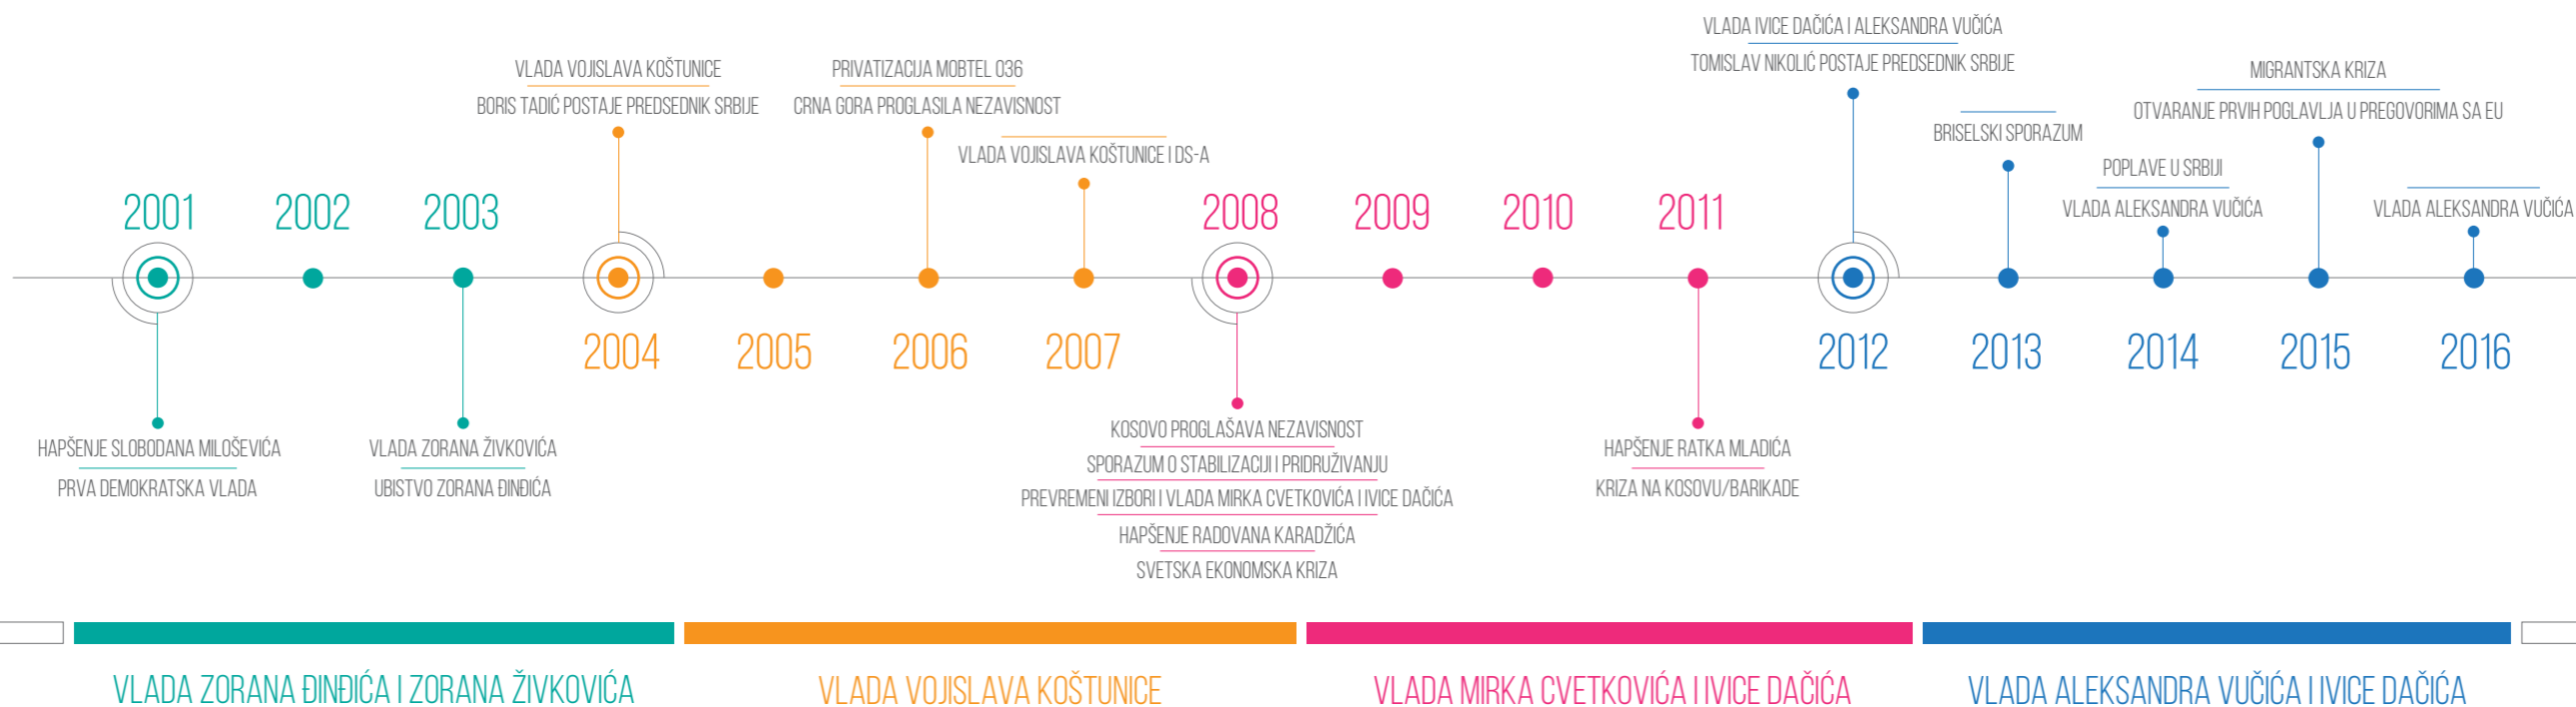 VLADA IVICE DAČIĆA I ALEKSANDRA VUČIĆA
TOMISLAV NIKOLIĆ POSTAJE PREDSEDNIK SRBIJE
VLADA VOJISLAVA KOŠTUNICE
BORIS TADIĆ POSTAJE PREDSEDNIK SRBIJE
PRIVATIZACIJA MOBTEL 036
CRNA GORA PROGLASILA NEZAVISNOST
VLADA VOJISLAVA KOŠTUNICE I DS-A
MIGRANTSKA KRIZA
OTVARANJE PRVIH POGLAVLJA U PREGOVORIMA SA EU
BRISELSKI SPORAZUM
POPLAVE U SRBIJI
VLADA ALEKSANDRA VUČIĆA
VLADA ALEKSANDRA VUČIĆA
2001
2002
2003
2008
2009
2010
2011
2004
2005
2006
2007
2012
2013
2014
2015
2016
HAPŠENJE SLOBODANA MILOŠEVIĆA
PRVA DEMOKRATSKA VLADA
VLADA ZORANA ŽIVKOVIĆA
UBISTVO ZORANA ĐINĐIĆA
KOSOVO PROGLAŠAVA NEZAVISNOST
SPORAZUM O STABILIZACIJI I PRIDRUŽIVANJU
PREVREMENI IZBORI I VLADA MIRKA CVETKOVIĆA I IVICE DAČIĆA
HAPŠENJE RADOVANA KARADŽIĆA
SVETSKA EKONOMSKA KRIZA
HAPŠENJE RATKA MLADIĆA
KRIZA NA KOSOVU/BARIKADE
VLADA ZORANA ĐINĐIĆA I ZORANA ŽIVKOVIĆA
VLADA VOJISLAVA KOŠTUNICE
VLADA MIRKA CVETKOVIĆA I IVICE DAČIĆA
VLADA ALEKSANDRA VUČIĆA I IVICE DAČIĆA